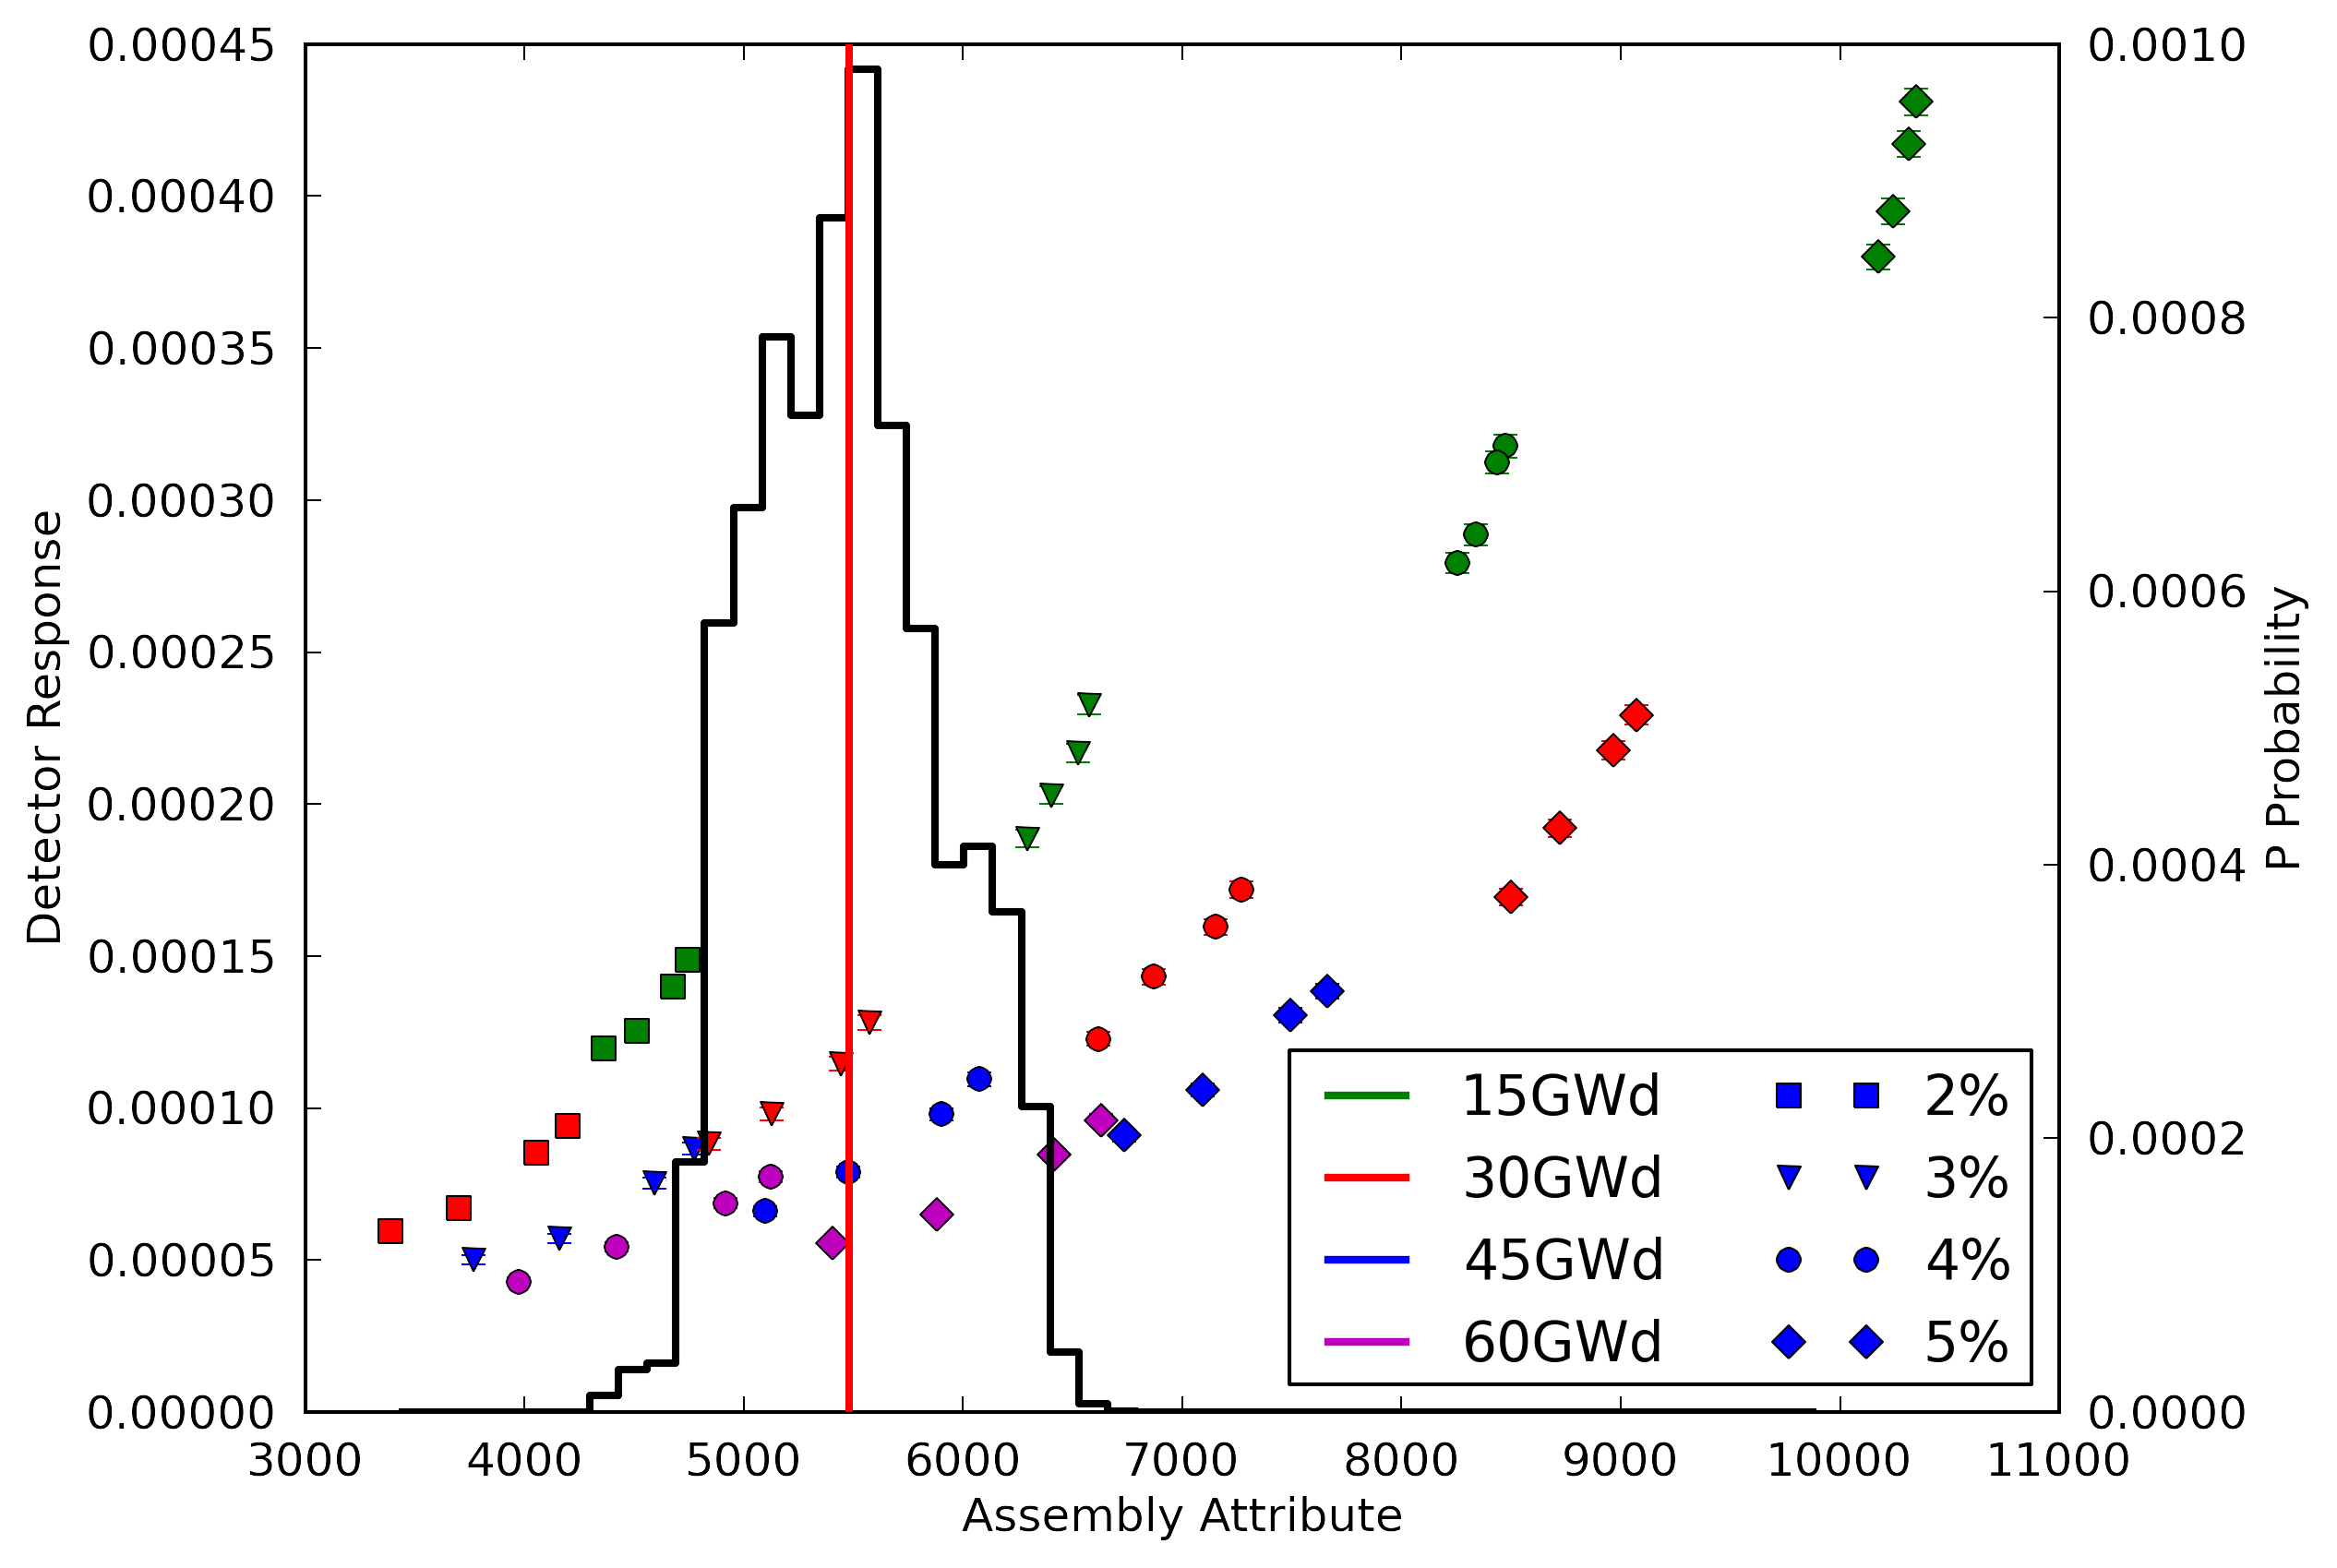 0.00045
0.00040
0.00035
0.00030
0.00025
0.00020
0.00015
0.00010
0.00005
0.00000
Detector Response
0.0010
0.0008
0.0006
0.0004
0.0002
0.0000
P Probability
15GWd 2%
30GWd 3%
45GWd 4%
60GWd 5%
3000 4000 5000 6000 7000 8000 9000 10000 11000
Assembly Attribute